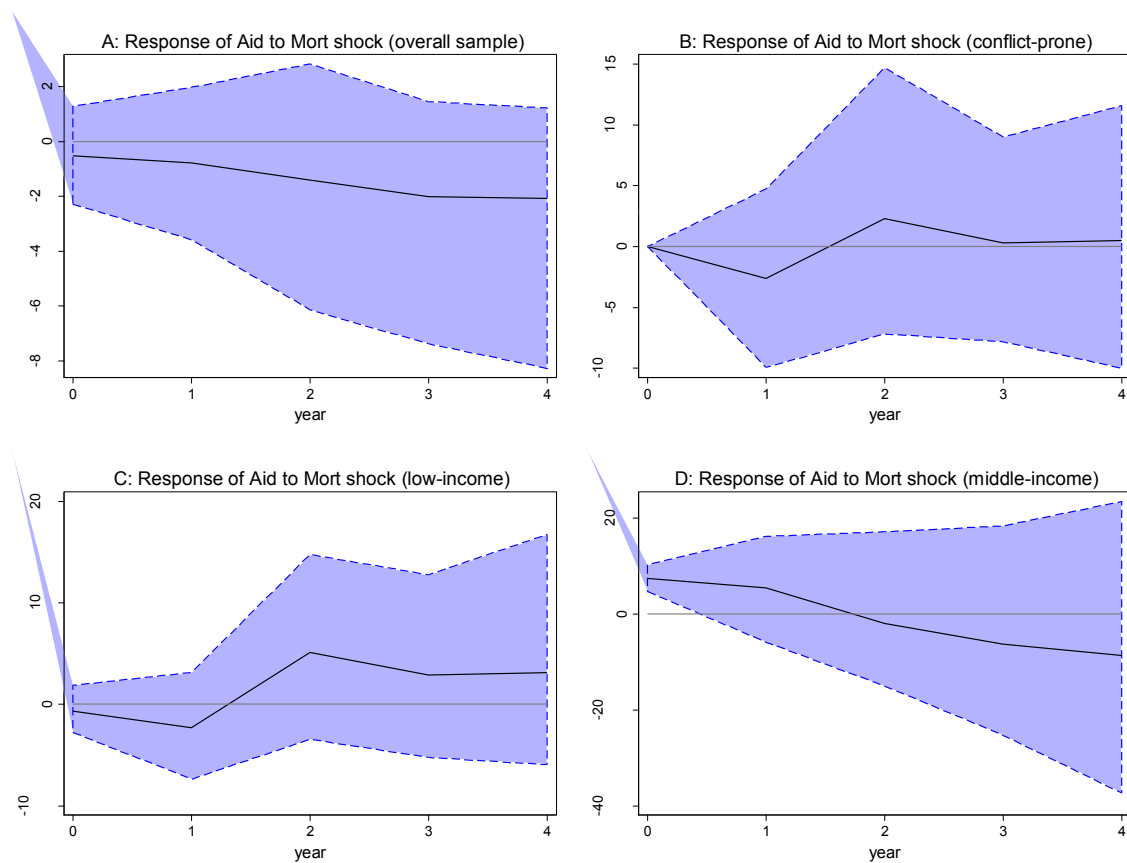 A: Response of Aid to Mort shock (overall sample)
2
0
-2
-4
-6
-8
0 1 2 3 4
year
B: Response of Aid to Mort shock (conflict-prone)
15
10
5
0
-5
-10
0 1 2 3 4
year
C: Response of Aid to Mort shock (low-income)
20
10
0
-10
0 1 2 3 4
year
D: Response of Aid to Mort shock (middle-income)
20
0
-20
-40
0 1 2 3 4
year